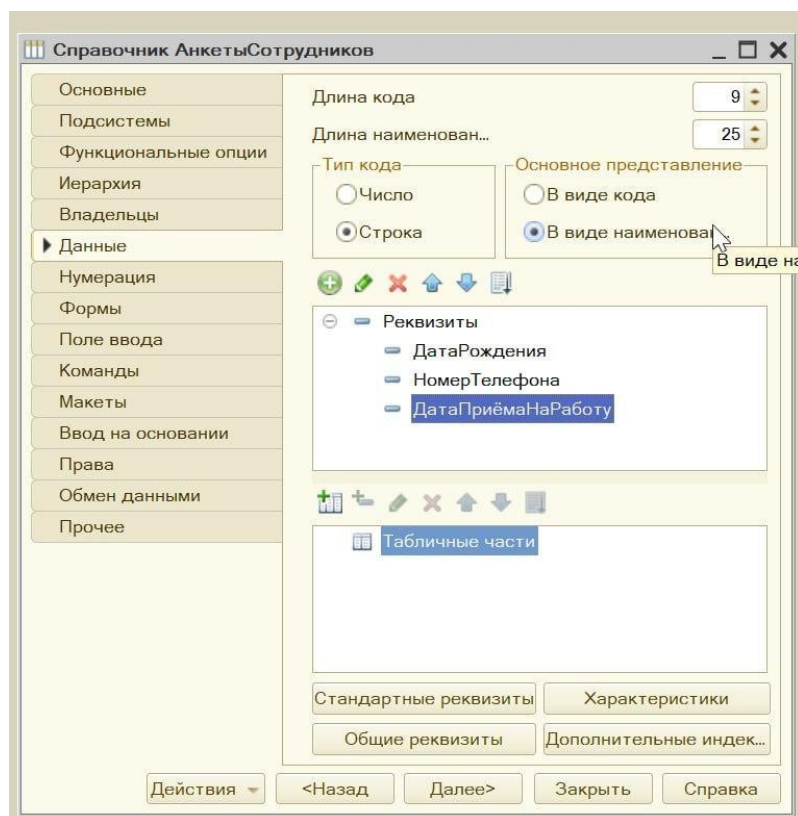 Справочник АнкетыСотрудников
Основные
Подсистемы
Функциональные опции
Иерархия
Владельцы
Данные
Нумерация
Формы
Поле ввода
Команды
Макеты
Ввод на основании
Права
Обмен данными
Прочее
Длина кода 9
Длина наименован... 25
Тип кода
Число
Строка
Основное представление
В виде кода
В виде наименован...
В виде на
Реквизиты
ДатаРождения
НомерТелефона
ДатаПриёмаНаРаботу
Табличные части
Стандартные реквизиты Характеристики
Общие реквизиты Дополнительные индек...
Действия <Назад Далее> Закрыть Справка